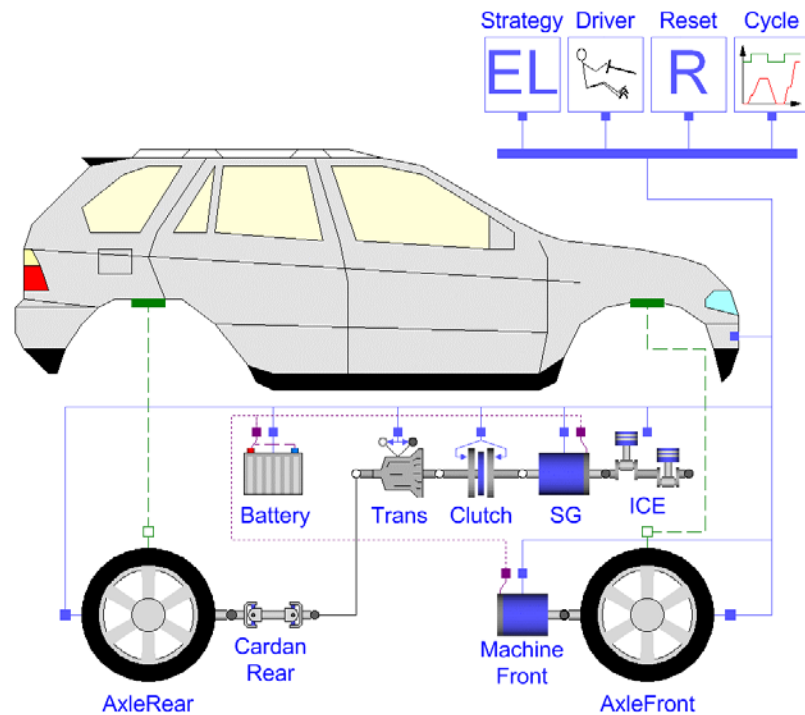 Strategy Driver Reset Cycle
EL R
Battery Trans Clutch SG ICE
Cardan
Rear
Machine
Front
AxleRear AxleFront